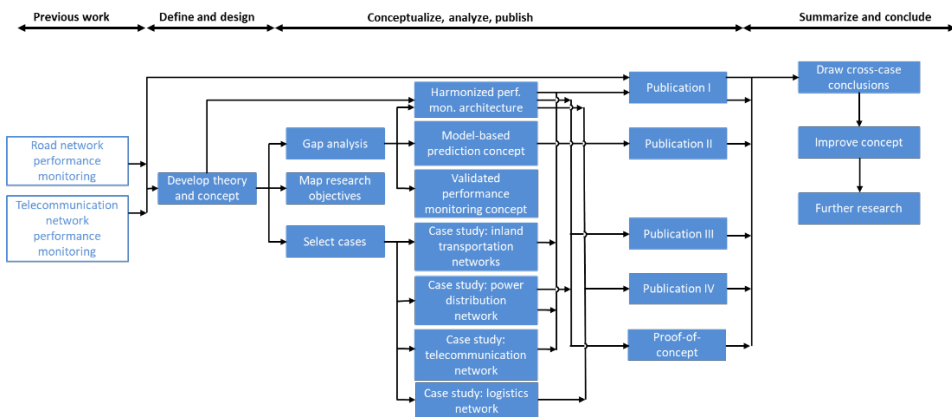 Previous work
Define and design
Conceptualize, analyze, publish
Summarize and conclude
Road network
performance
monitoring
Telecommunication
network
performance
monitoring
Develop theory
and concept
Gap analysis
Map research
objectives
Select cases
Harmonized perf.
mon. architecture
Model-based
prediction concept
Validated
performance
monitoring concept
Case study: inland
transportation
networks
Case study: power
distribution
network
Case study:
telecommunication
network
Case study: logistics
network
Publication I
Publication II
Publication III
Publication IV
Proof-of-
concept
Draw cross-case
conclusions
Improve concept
Further research